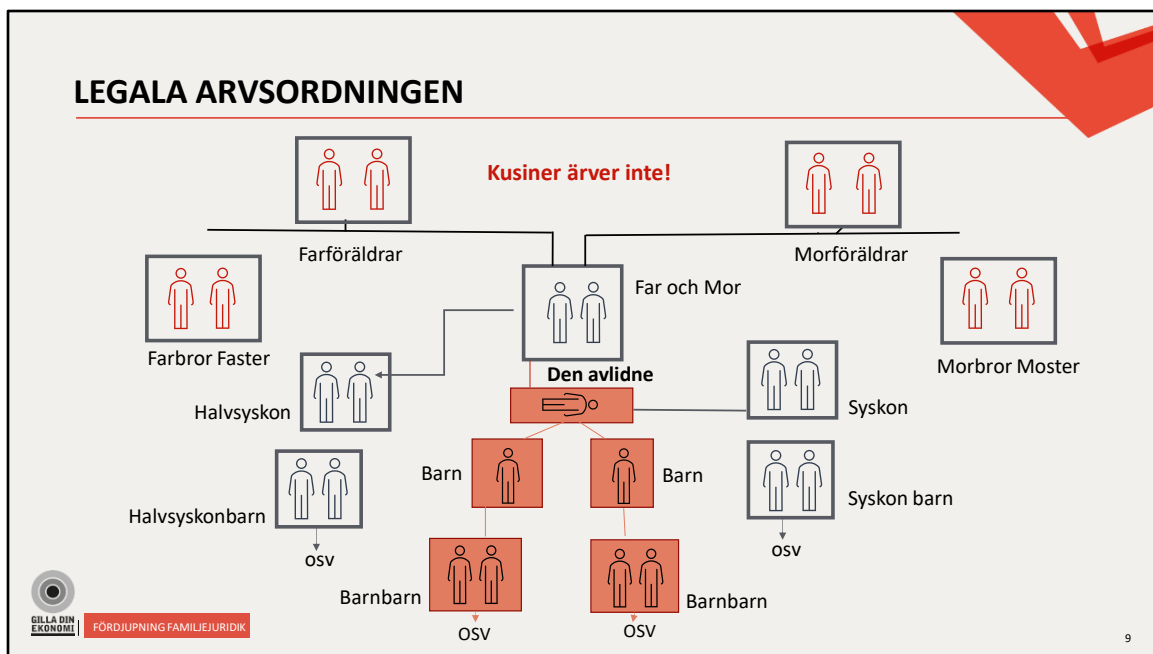 LEGALA ARVSORDNINGEN
Kusiner ärver inte!
Farföräldrar
Morföräldrar
Far och Mor
Farbror Faster
Morbror Moster
Den avlidne
Halvsyskon
Syskon
Barn
Barn
Halvsyskonbarn
Syskon barn
osv
osv
Barnbarn
Barnbarn
osv
osv
GILLA DIN
EKONOMI
FÖRDJUPNING FAMILJEJURIDIK
9